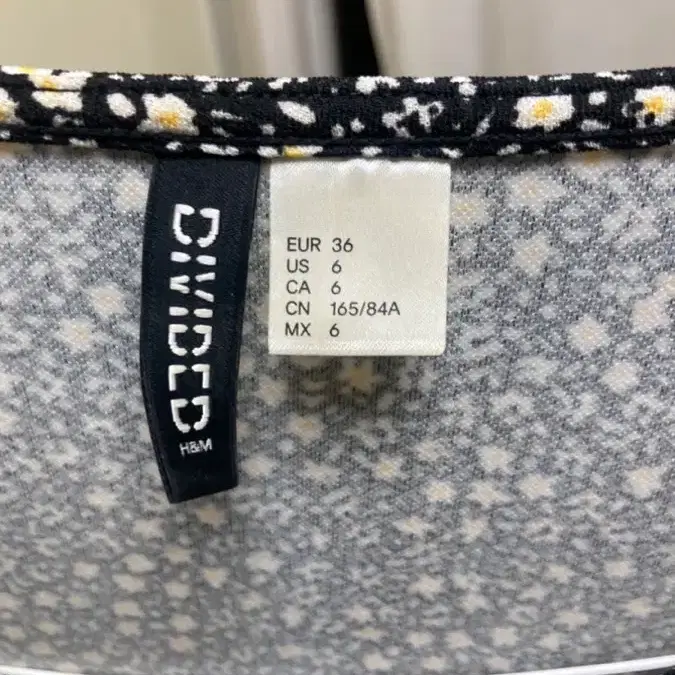 DIVIDED
H&M
EUR 36
US 6
CA 6
CN 165/84A
MX 6